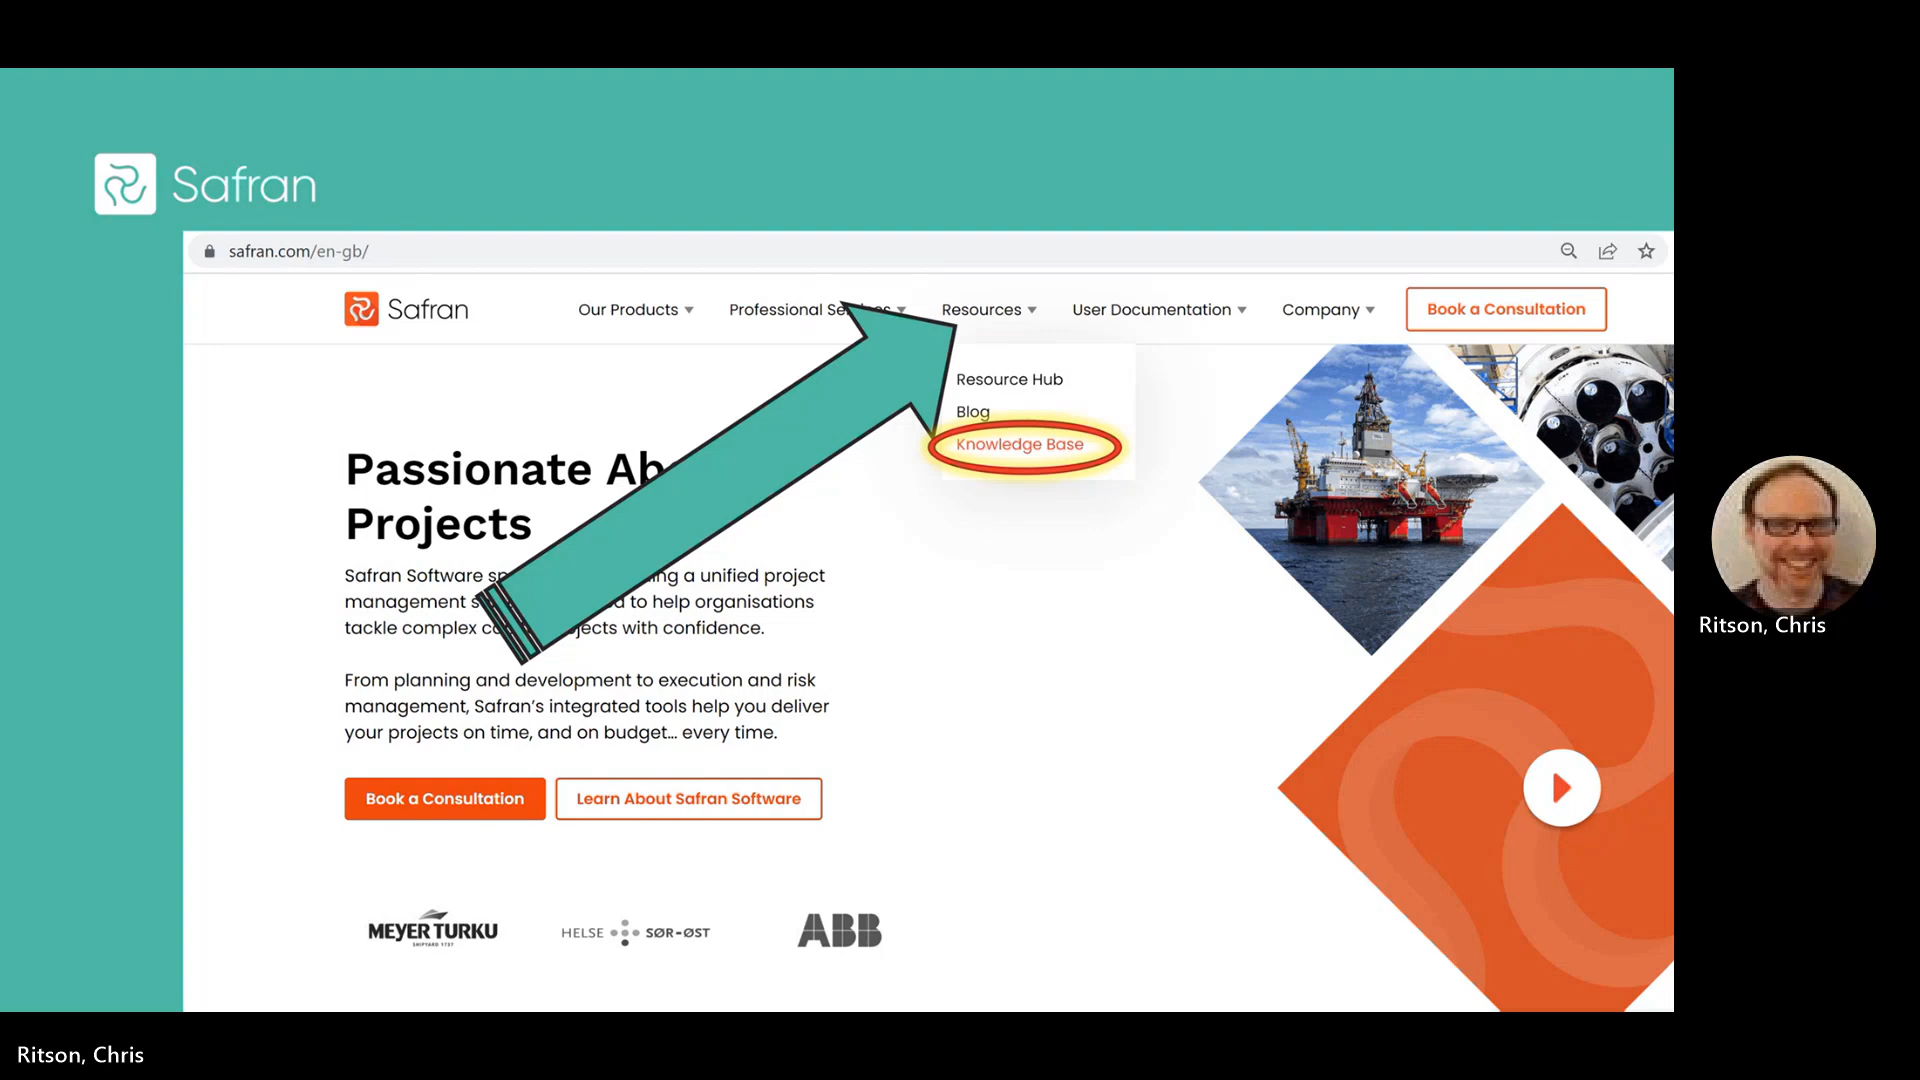 Safran
safran.com/en-gb/
Safran
Our Products
Professional Se
Resources
User Documentation
Company
Book a Consultation
Resource Hub
Blog
Knowledge Base
Passionate Ab
Projects
Safran Software sp ng a unified project
management s d to help organisations
tackle complex co jects with confidence.
From planning and development to execution and risk
management, Safran’s integrated tools help you deliver
your projects on time, and on budget... every time.
Book a Consultation
Learn About Safran Software
MEYER TURKU
SHIPYARD 1737
HELSE SØR-ØST
ABB
Ritson, Chris
Ritson, Chris